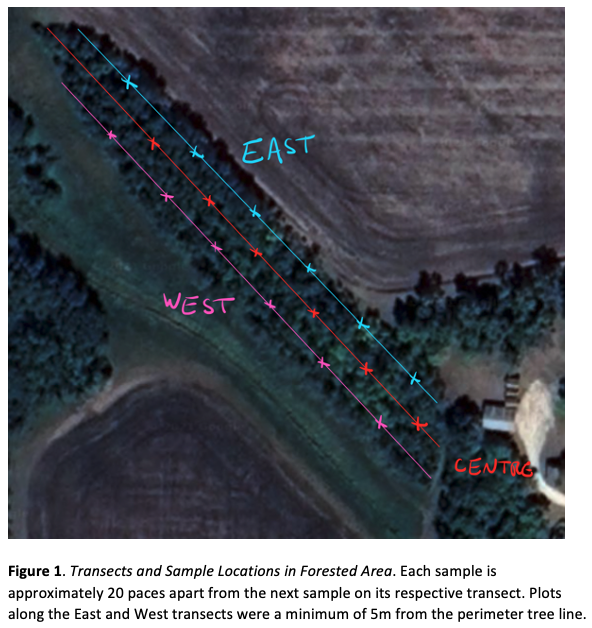 EAST
WEST
CENTRE
Figure 1. Transects and Sample Locations in Forested Area. Each sample is
approximately 20 paces apart from the next sample on its respective transect. Plots
along the East and West transects were a minimum of 5m from the perimeter tree line.